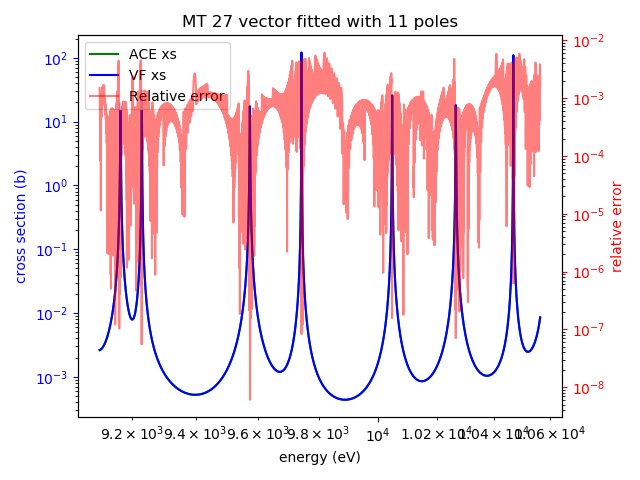 MT 27 vector fitted with 11 poles
ACE xs
VF xs
Relative error
10²
10¹
10⁰
10⁻¹
10⁻²
10⁻³
cross section (b)
10⁻²
10⁻³
10⁻⁴
10⁻⁵
10⁻⁶
10⁻⁷
10⁻⁸
relative error
9.2 × 10³ 9.4 × 10³ 9.6 × 10³ 9.8 × 10³ 10⁴ 1.02 × 10⁴ 1.04 × 10⁴ 1.06 × 10⁴
energy (eV)